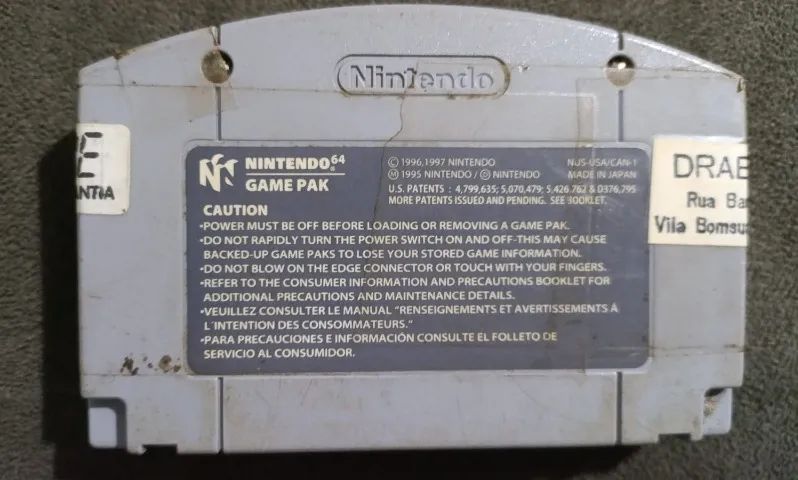 Nintendo
E
ANTIA
NINTENDO 64
GAME PAK
© 1996,1997 NINTENDO
Ⓜ 1995 NINTENDO / ℗ NINTENDO
NUS-USA/CAN-1
MADE IN JAPAN
U.S. PATENTS : 4,799,635; 5,070,479; 5,426,762 & D376,795
MORE PATENTS ISSUED AND PENDING. SEE BOOKLET.
CAUTION
•POWER MUST BE OFF BEFORE LOADING OR REMOVING A GAME PAK.
•DO NOT RAPIDLY TURN THE POWER SWITCH ON AND OFF-THIS MAY CAUSE
BACKED-UP GAME PAKS TO LOSE YOUR STORED GAME INFORMATION.
•DO NOT BLOW ON THE EDGE CONNECTOR OR TOUCH WITH YOUR FINGERS.
•REFER TO THE CONSUMER INFORMATION AND PRECAUTIONS BOOKLET FOR
ADDITIONAL PRECAUTIONS AND MAINTENANCE DETAILS.
•VEUILLEZ CONSULTER LE MANUAL "RENSEIGNEMENTS ET AVERTISSEMENTS À
L'INTENTION DES CONSOMMATEURS."
•PARA PRECAUCIONES E INFORMACIÓN CONSULTE EL FOLLETO DE
SERVICIO AL CONSUMIDOR.
DRAE
Rua Ba
Vila Bomsu